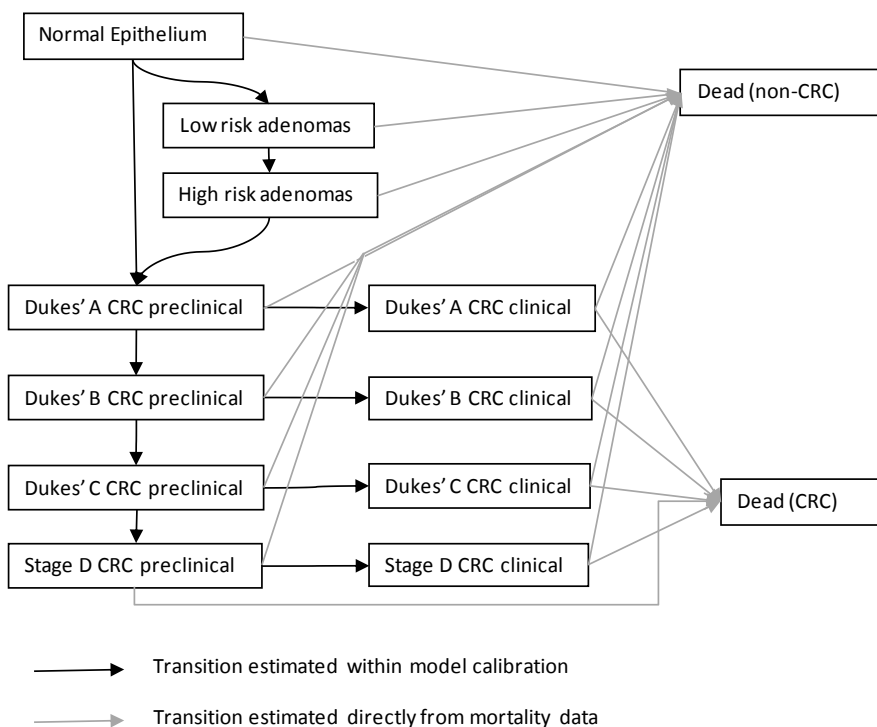 Normal Epithelium
Dead (non-CRC)
Low risk adenomas
High risk adenomas
Dukes’ A CRC preclinical
Dukes’ A CRC clinical
Dukes’ B CRC preclinical
Dukes’ B CRC clinical
Dukes’ C CRC preclinical
Dukes’ C CRC clinical
Dead (CRC)
Stage D CRC preclinical
Stage D CRC clinical
Transition estimated within model calibration
Transition estimated directly from mortality data